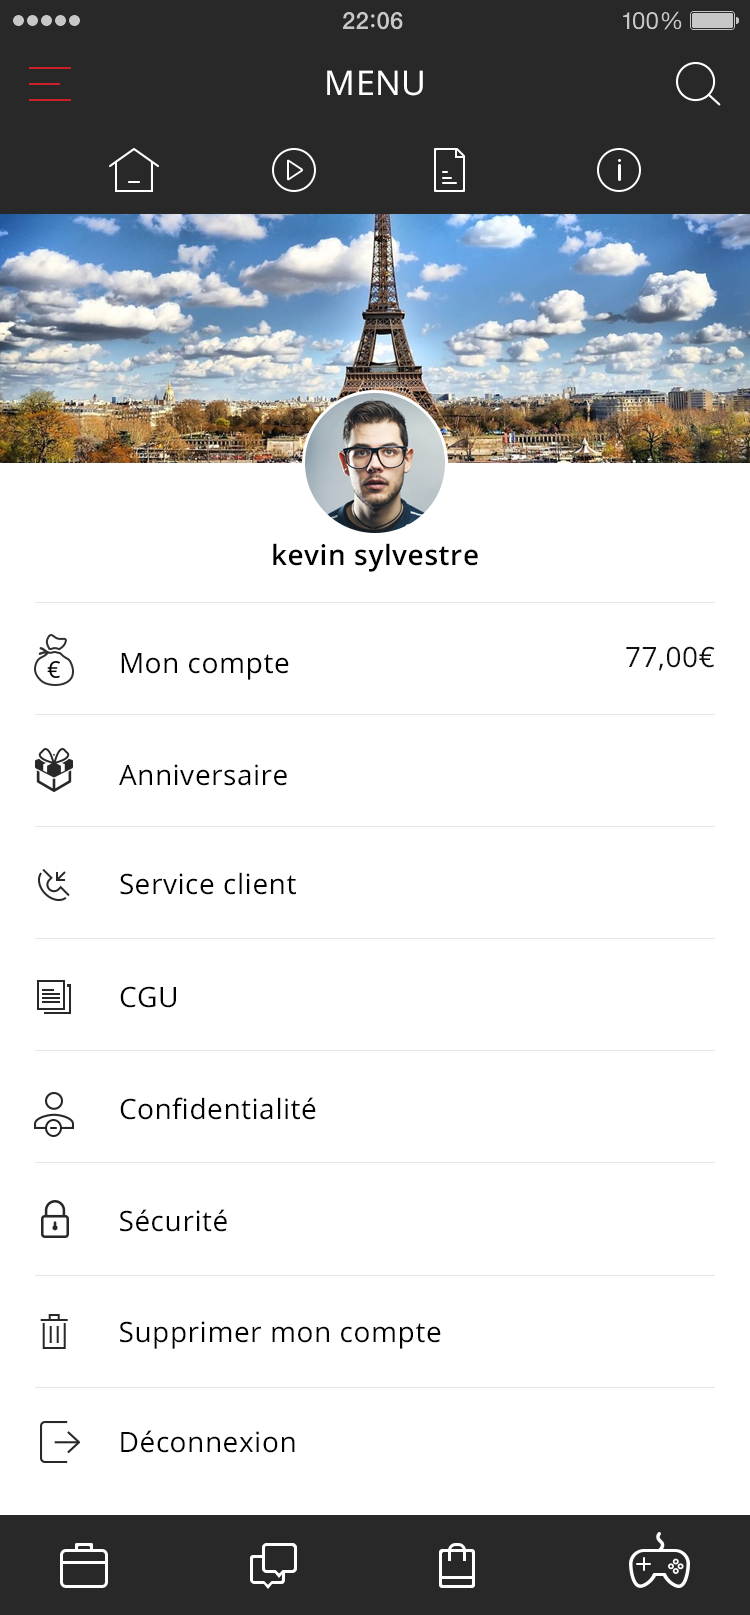 22:06
100%
MENU
kevin sylvestre
Mon compte
77,00€
Anniversaire
Service client
CGU
Confidentialité
Sécurité
Supprimer mon compte
Déconnexion